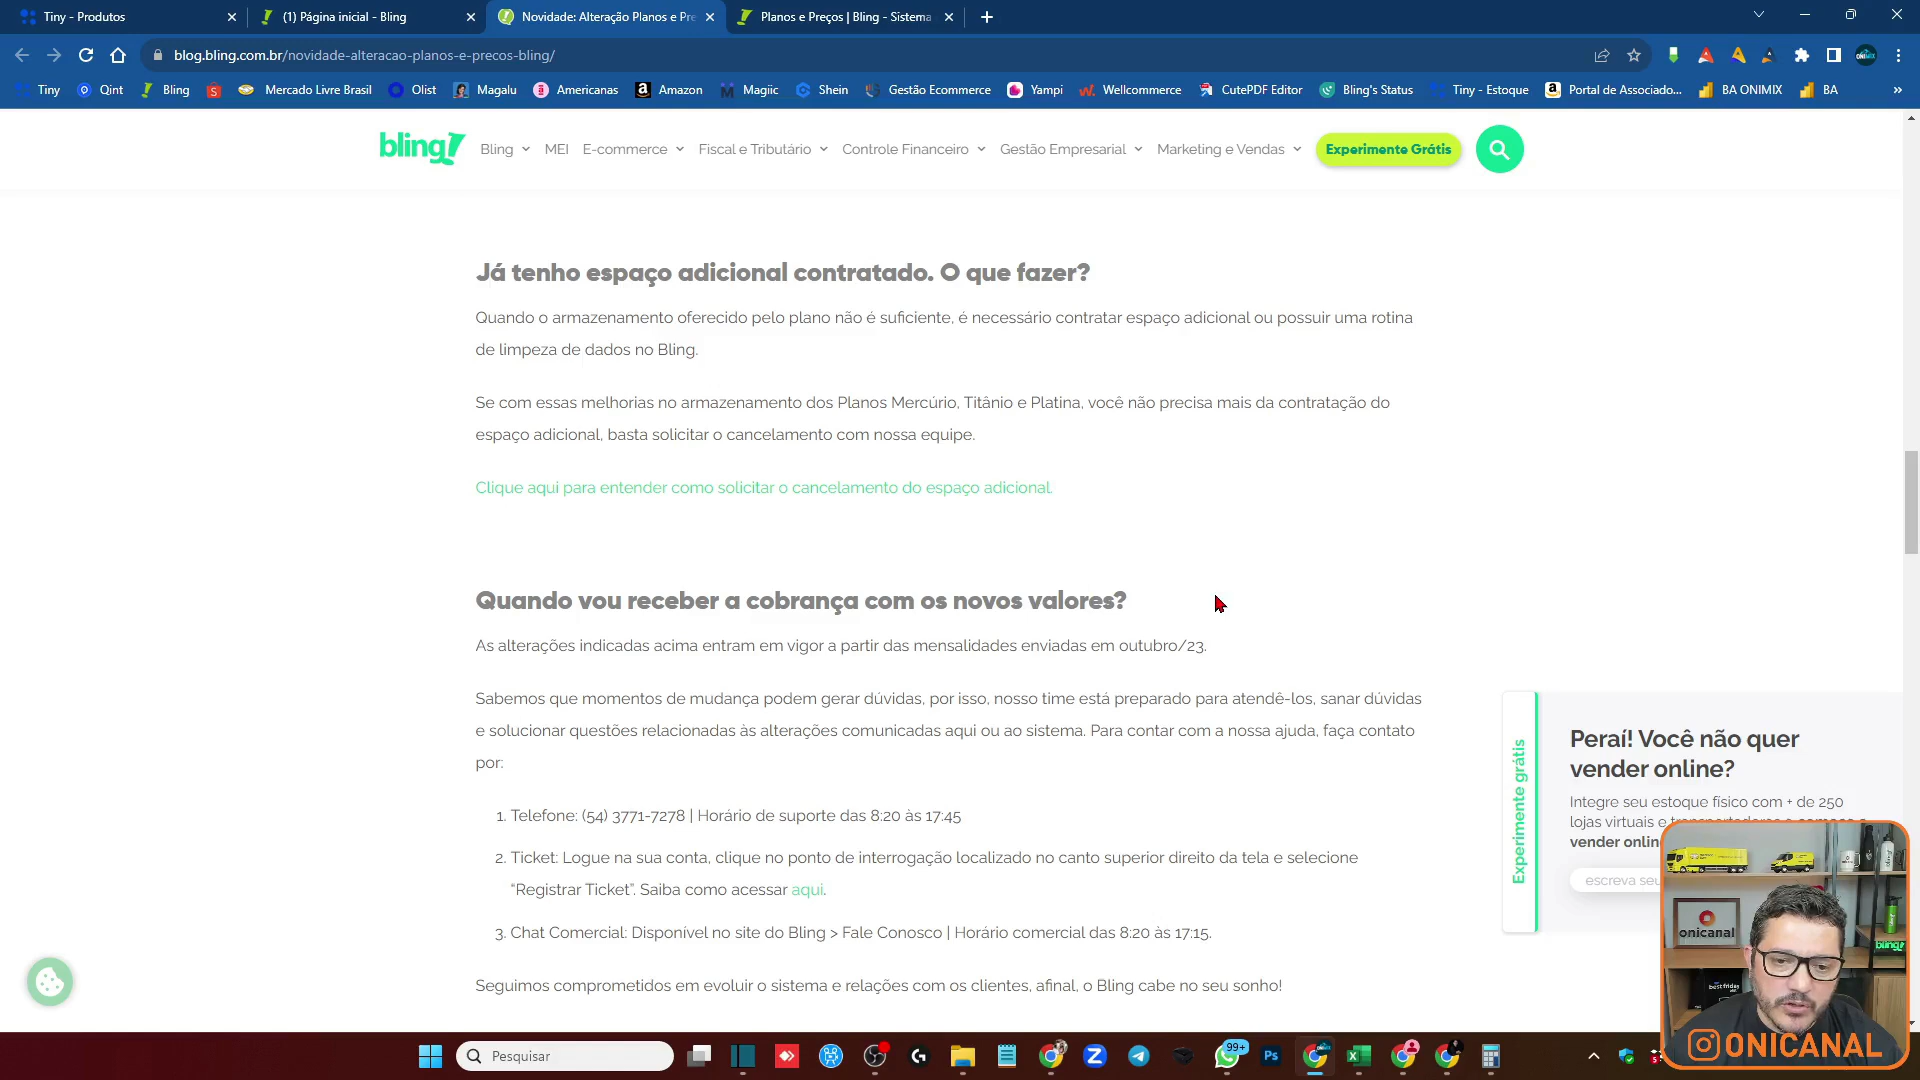 Tiny - Produtos
(1) Página inicial - Bling
Novidade: Alteração Planos e Pre
Planos e Preços | Bling - Sistema
blog.bling.com.br/novidade-alteracao-planos-e-precos-bling/
Tiny
Qint
Bling
Mercado Livre Brasil
Olist
Magalu
Americanas
Amazon
Magiic
Shein
Gestão Ecommerce
Yampi
Wellcommerce
CutePDF Editor
Bling's Status
Tiny - Estoque
Portal de Associado...
BA ONIMIX
BA
bling!
Bling
MEI
E-commerce
Fiscal e Tributário
Controle Financeiro
Gestão Empresarial
Marketing e Vendas
Experimente Grátis
Já tenho espaço adicional contratado. O que fazer?
Quando o armazenamento oferecido pelo plano não é suficiente, é necessário contratar espaço adicional ou possuir uma rotina
de limpeza de dados no Bling.
Se com essas melhorias no armazenamento dos Planos Mercúrio, Titânio e Platina, você não precisa mais da contratação do
espaço adicional, basta solicitar o cancelamento com nossa equipe.
Clique aqui para entender como solicitar o cancelamento do espaço adicional.
Quando vou receber a cobrança com os novos valores?
As alterações indicadas acima entram em vigor a partir das mensalidades enviadas em outubro/23.
Sabemos que momentos de mudança podem gerar dúvidas, por isso, nosso time está preparado para atendê-los, sanar dúvidas
e solucionar questões relacionadas às alterações comunicadas aqui ou ao sistema. Para contar com a nossa ajuda, faça contato
por:
1. Telefone: (54) 3771-7278 | Horário de suporte das 8:20 às 17:45
2. Ticket: Logue na sua conta, clique no ponto de interrogação localizado no canto superior direito da tela e selecione
“Registrar Ticket”. Saiba como acessar aqui.
3. Chat Comercial: Disponível no site do Bling > Fale Conosco | Horário comercial das 8:20 às 17:15.
Seguimos comprometidos em evoluir o sistema e relações com os clientes, afinal, o Bling cabe no seu sonho!
Experimente grátis
Peraí! Você não quer
vender online?
Integre seu estoque físico com + de 250
lojas virtuais e
vender onlin
escreva seu
onicanal
bling!
best friday
ONICANAL
Pesquisar
99+
Ps